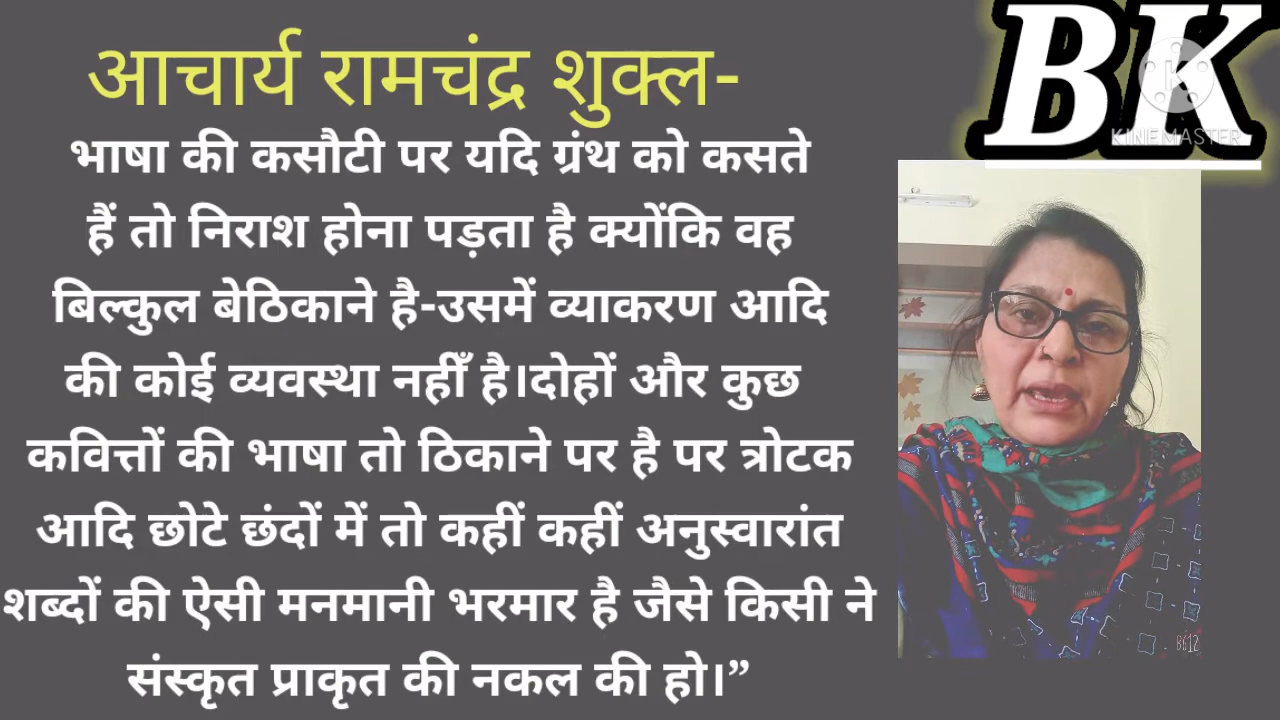 BK
KINEMASTER
आचार्य रामचंद्र शुक्ल-
भाषा की कसौटी पर यदि ग्रंथ को कसते
हैं तो निराश होना पड़ता है क्योंकि वह
बिल्कुल बेठिकाने है-उसमें व्याकरण आदि
की कोई व्यवस्था नहीँ है।दोहों और कुछ
कवित्तों की भाषा तो ठिकाने पर है पर त्रोटक
आदि छोटे छंदों में तो कहीं कहीं अनुस्वारांत
शब्दों की ऐसी मनमानी भरमार है जैसे किसी ने
संस्कृत प्राकृत की नकल की हो।”
B612